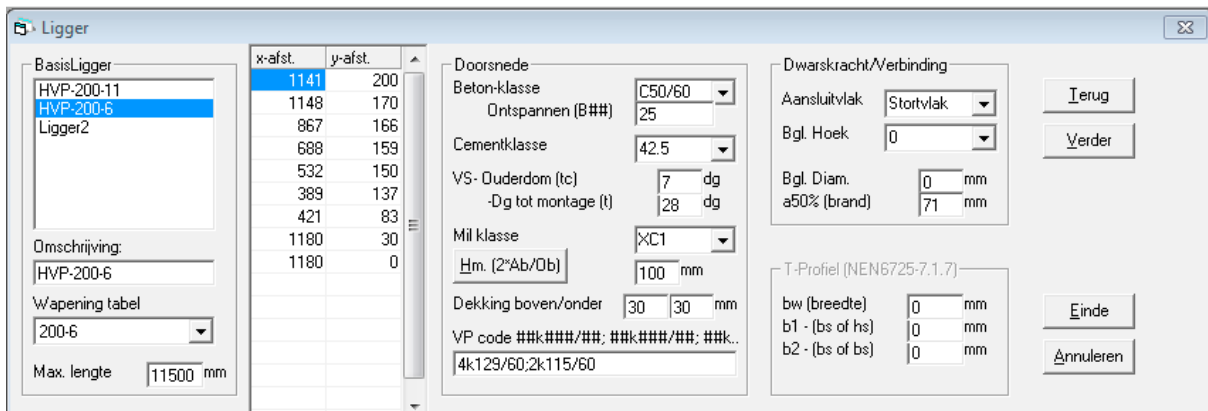 Ligger
BasisLigger
HVP-200-11
HVP-200-6
Ligger2
Omschrijving:
HVP-200-6
Wapening tabel
200-6
Max. lengte 11500 mm
x-afst. y-afst.
1141 200
1148 170
867 166
688 159
532 150
389 137
421 83
1180 30
1180 0
Doorsnede
Beton-klasse C50/60
Ontspannen (B##) 25
Cementklasse 42.5
VS- Ouderdom (tc) 7 dg
-Dg tot montage (t) 28 dg
Mil klasse XC1
Hm. (2*Ab/Ob) 100 mm
Dekking boven/onder 30 30 mm
VP code ##k###/##; ##k###/##; ##k..
4k129/60;2k115/60
Dwarskracht/Verbinding
Aansluitvlak Stortvlak
Bgl. Hoek 0
Bgl. Diam. 0 mm
a50% (brand) 71 mm
T-Profiel (NEN6725-7.1.7)
bw (breedte) 0 mm
b1 - (bs of hs) 0 mm
b2 - (bs of bs) 0 mm
Terug
Verder
Einde
Annuleren